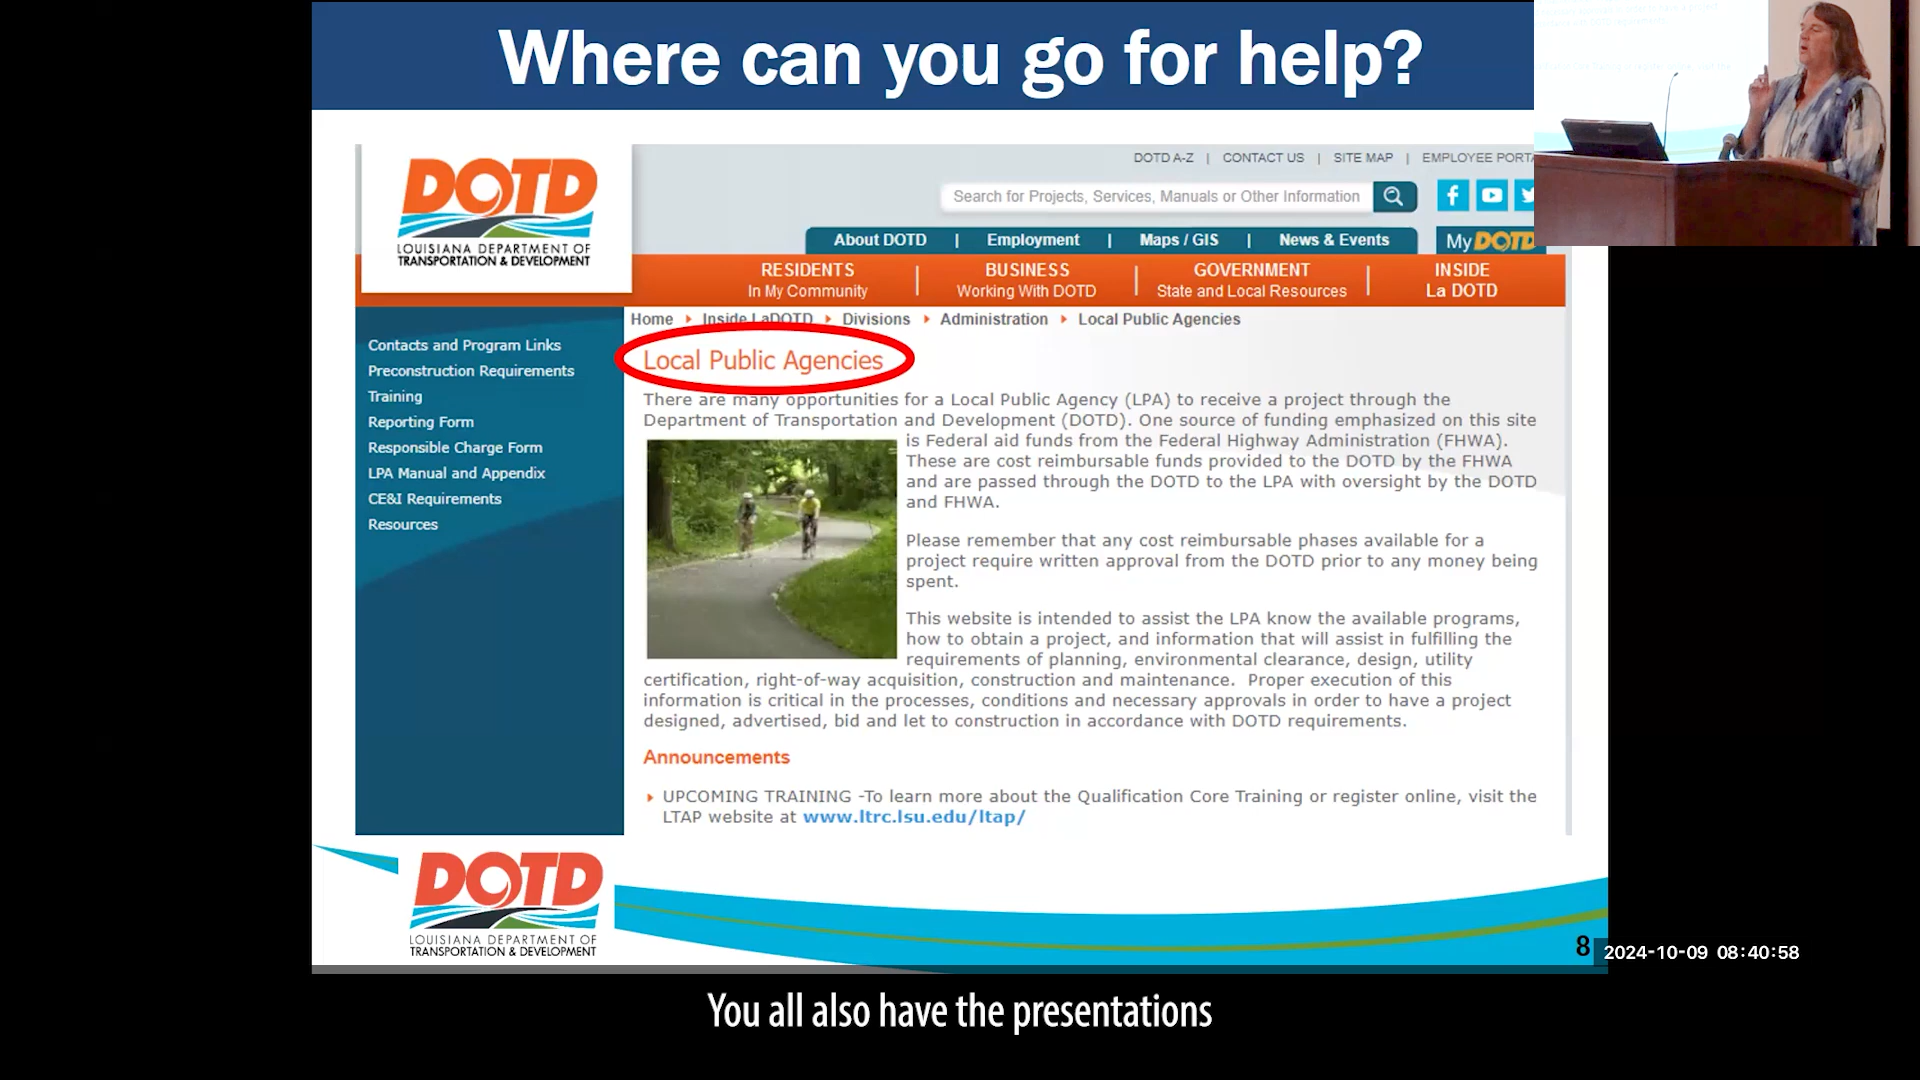 Where can you go for help?
DOTD
LOUISIANA DEPARTMENT OF
TRANSPORTATION & DEVELOPMENT
DOTD A-Z | CONTACT US | SITE MAP | EMPLOYEE PORTA
Search for Projects, Services, Manuals or Other Information
About DOTD | Employment | Maps / GIS | News & Events
My DOTD
RESIDENTS
In My Community
BUSINESS
Working With DOTD
GOVERNMENT
State and Local Resources
INSIDE
La DOTD
Home Inside LaDOTD Divisions Administration Local Public Agencies
Contacts and Program Links
Preconstruction Requirements
Training
Reporting Form
Responsible Charge Form
LPA Manual and Appendix
CE&I Requirements
Resources
Local Public Agencies
There are many opportunities for a Local Public Agency (LPA) to receive a project through the
Department of Transportation and Development (DOTD). One source of funding emphasized on this site
is Federal aid funds from the Federal Highway Administration (FHWA).
These are cost reimbursable funds provided to the DOTD by the FHWA
and are passed through the DOTD to the LPA with oversight by the DOTD
and FHWA.
Please remember that any cost reimbursable phases available for a
project require written approval from the DOTD prior to any money being
spent.
This website is intended to assist the LPA know the available programs,
how to obtain a project, and information that will assist in fulfilling the
requirements of planning, environmental clearance, design, utility
certification, right-of-way acquisition, construction and maintenance. Proper execution of this
information is critical in the processes, conditions and necessary approvals in order to have a project
designed, advertised, bid and let to construction in accordance with DOTD requirements.
Announcements
UPCOMING TRAINING -To learn more about the Qualification Core Training or register online, visit the
LTAP website at www.ltrc.lsu.edu/ltap/
DOTD
LOUISIANA DEPARTMENT OF
TRANSPORTATION & DEVELOPMENT
8
2024-10-09 08:40:58
You all also have the presentations